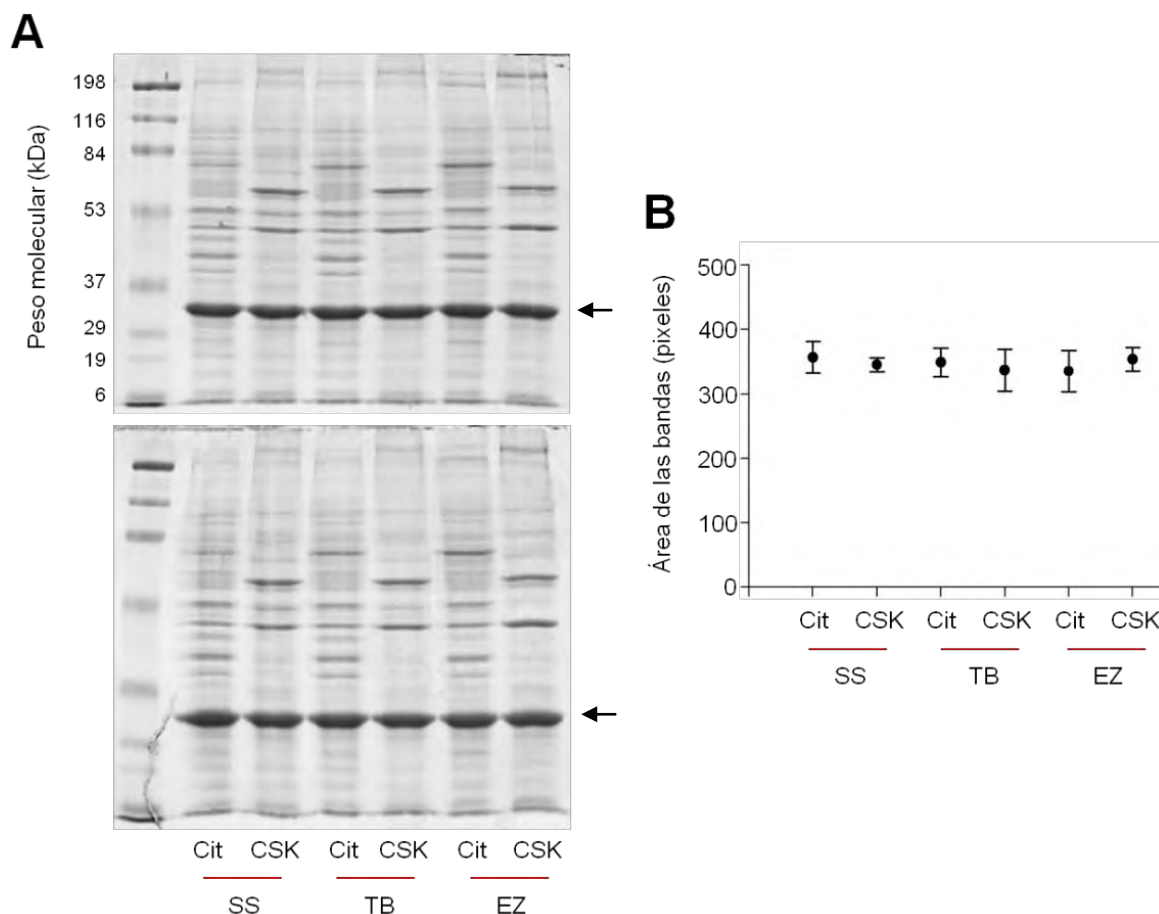 A
Peso molecular (kDa)
198
116
84
53
37
29
19
6
Cit CSK Cit CSK Cit CSK
SS TB EZ
B
Área de las bandas (pixeles)
500
400
300
200
100
0
Cit CSK Cit CSK Cit CSK
SS TB EZ